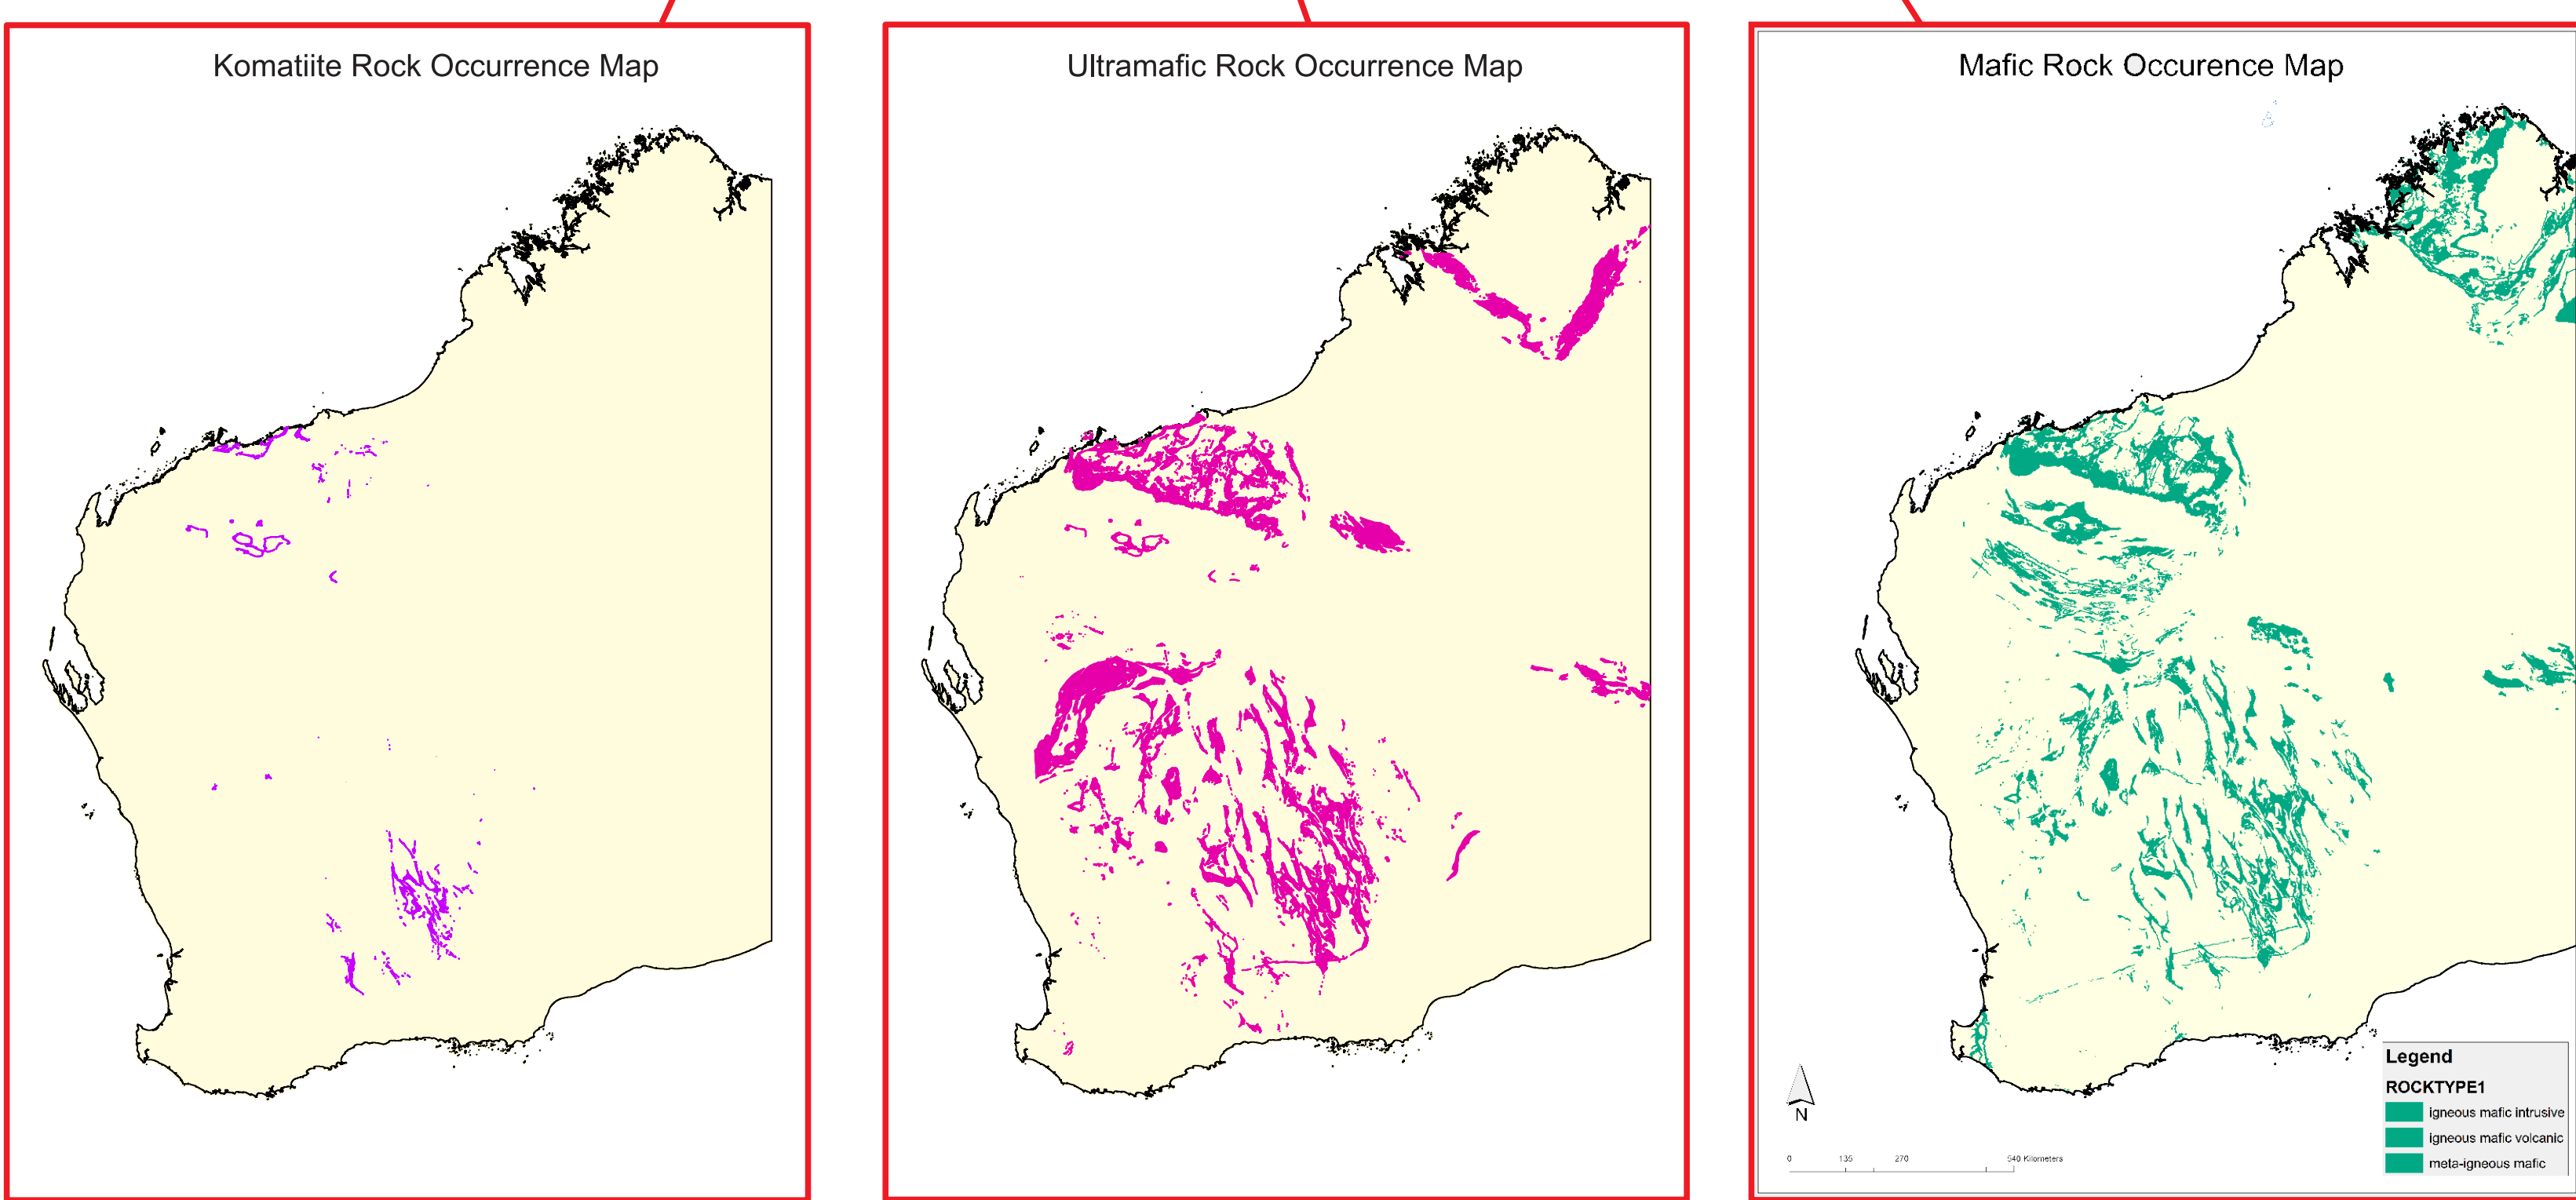 Komatiite Rock Occurrence Map
Ultramafic Rock Occurrence Map
Mafic Rock Occurence Map
Legend
ROCKTYPE1
igneous mafic intrusive
igneous mafic volcanic
meta-igneous mafic
N
0 135 270 540 Kilometers